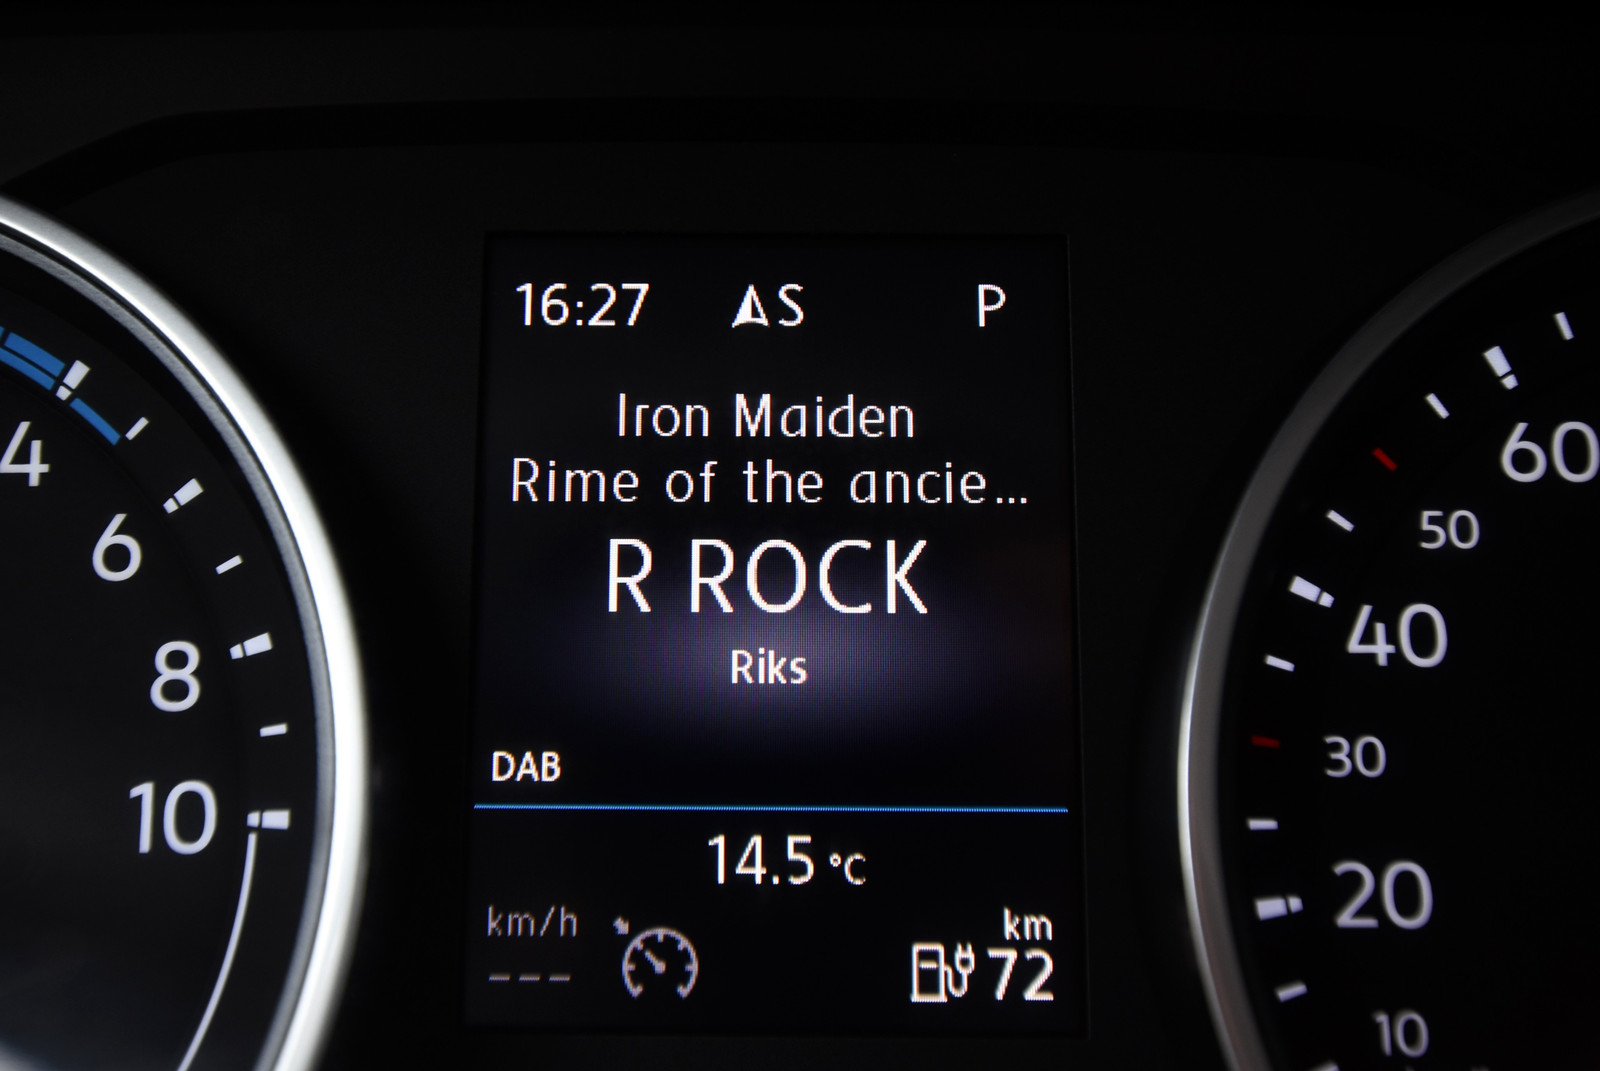 16:27 S P
Iron Maiden
Rime of the ancie...
R ROCK
Riks
DAB
14.5 °C
km/h
---
km
72
4
6
8
10
60
50
40
30
20
10